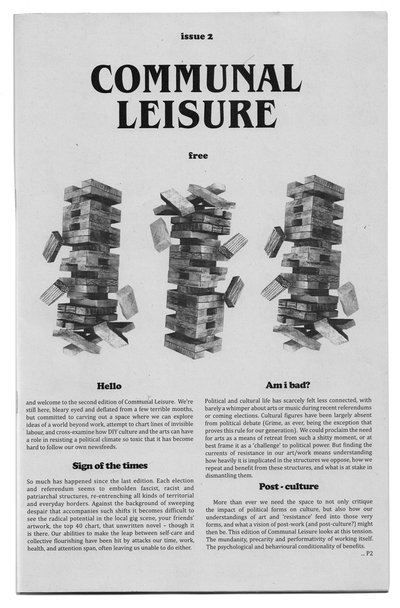 issue 2
COMMUNAL
LEISURE
free
Hello
and welcome to the second edition of Communal Leisure. We're
still here, bleary eyed and deflated from a few terrible months,
but committed to carving out a space where we can explore
ideas of a world beyond work, attempt to chart lines of invisible
labour, and cross-examine how DIY culture and the arts can have
a role in resisting a political climate so toxic that it has become
hard to follow our own newsfeeds.
Sign of the times
So much has happened since the last edition. Each election
and referendum seems to embolden fascist, racist and
patriarchal structures, re-entrenching all kinds of territorial
and everyday borders. Against the background of sweeping
despair that accompanies such shifts it becomes difficult to
see the radical potential in the local gig scene, your friends'
artwork, the top 40 chart, that unwritten novel – though it
is there. Our abilities to make the leap between self-care and
collective flourishing have been hit by attacks our time, work,
health, and attention span, often leaving us unable to do either.
Am i bad?
Political and cultural life has scarcely felt less connected, with
barely a whimper about arts or music during recent referendums
or coming elections. Cultural figures have been largely absent
from political debate (Grime, as ever, being the exception that
proves this rule for our generation). We could proclaim the need
for arts as a means of retreat from such a shitty moment, or at
best frame it as a 'challenge' to political power. But finding the
currents of resistance in our art/work means understanding
how heavily it is implicated in the structures we oppose, how we
repeat and benefit from these structures, and what is at stake in
dismantling them.
Post - culture
More than ever we need the space to not only critique
the impact of political forms on culture, but also how our
understandings of art and 'resistance' feed into those very
forms, and what a vision of post-work (and post-culture?) might
then be. This edition of Communal Leisure looks at this tension.
The mundanity, precarity and performativity of working itself.
The psychological and behavioural conditionality of benefits.
... P2